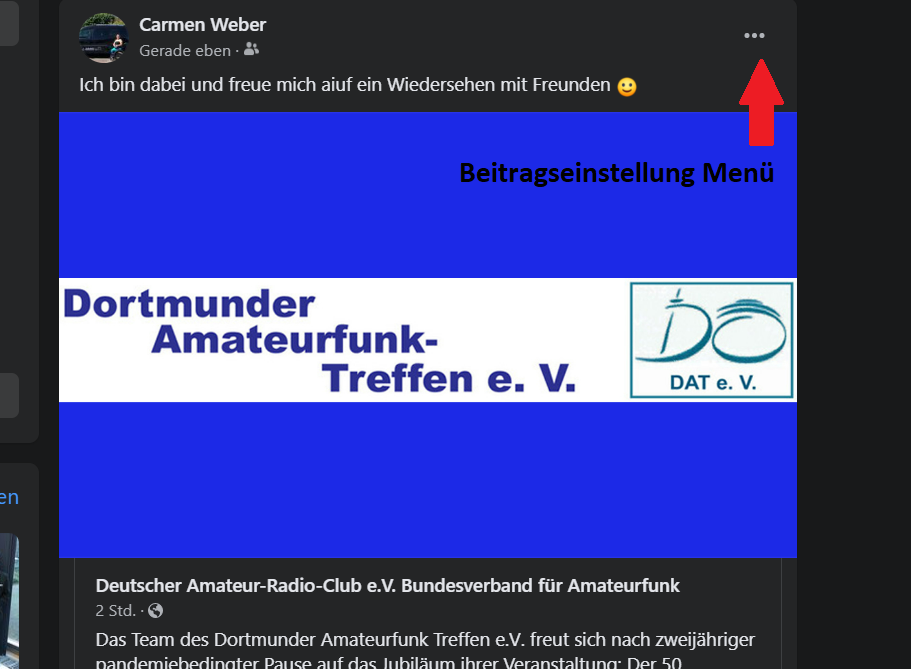 Carmen Weber
Gerade eben ·
Ich bin dabei und freue mich aiuf ein Wiedersehen mit Freunden
Beitragseinstellung Menü
Dortmunder
Amateurfunk-
Treffen e. V.
DAT e. V.
en
Deutscher Amateur-Radio-Club e.V. Bundesverband für Amateurfunk
2 Std. ·
Das Team des Dortmunder Amateurfunk Treffen e.V. freut sich nach zweijähriger
pandemiebedingter Pause auf das Jubiläum ihrer Veranstaltung: Der 50.